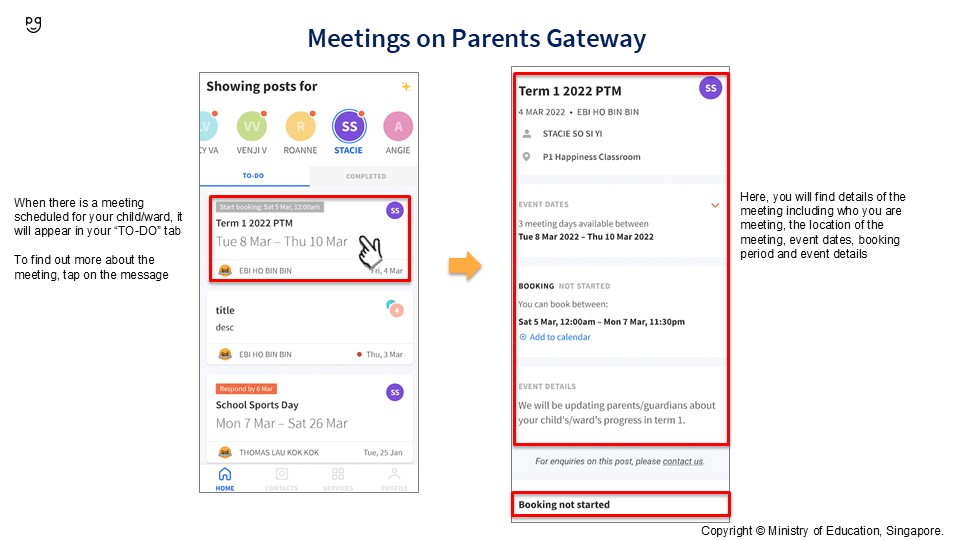 pg
Meetings on Parents Gateway
When there is a meeting
scheduled for your child/ward, it
will appear in your “TO-DO” tab
To find out more about the
meeting, tap on the message
Showing posts for
LV
VV
R
SS
A
CY VA
VENJI V
ROANNE
STACIE
ANGIE
TO-DO
COMPLETED
Start booking: Sat 5 Mar, 12:00am
SS
Term 1 2022 PTM
Tue 8 Mar – Thu 10 Mar
EBI HO BIN BIN
Fri, 4 Mar
title
4
desc
EBI HO BIN BIN
Thu, 3 Mar
Respond by 6 Mar
SS
School Sports Day
Mon 7 Mar – Sat 26 Mar
THOMAS LAU KOK KOK
Tue, 25 Jan
HOME
CONTACTS
SERVICES
PROFILE
Term 1 2022 PTM
SS
4 MAR 2022 • EBI HO BIN BIN
STACIE SO SI YI
P1 Happiness Classroom
EVENT DATES
3 meeting days available between
Tue 8 Mar 2022 – Thu 10 Mar 2022
BOOKING NOT STARTED
You can book between:
Sat 5 Mar, 12:00am – Mon 7 Mar, 11:30pm
Add to calendar
EVENT DETAILS
We will be updating parents/guardians about
your child's/ward's progress in term 1.
For enquiries on this post, please contact us.
Booking not started
Here, you will find details of the
meeting including who you are
meeting, the location of the
meeting, event dates, booking
period and event details
Copyright © Ministry of Education, Singapore.